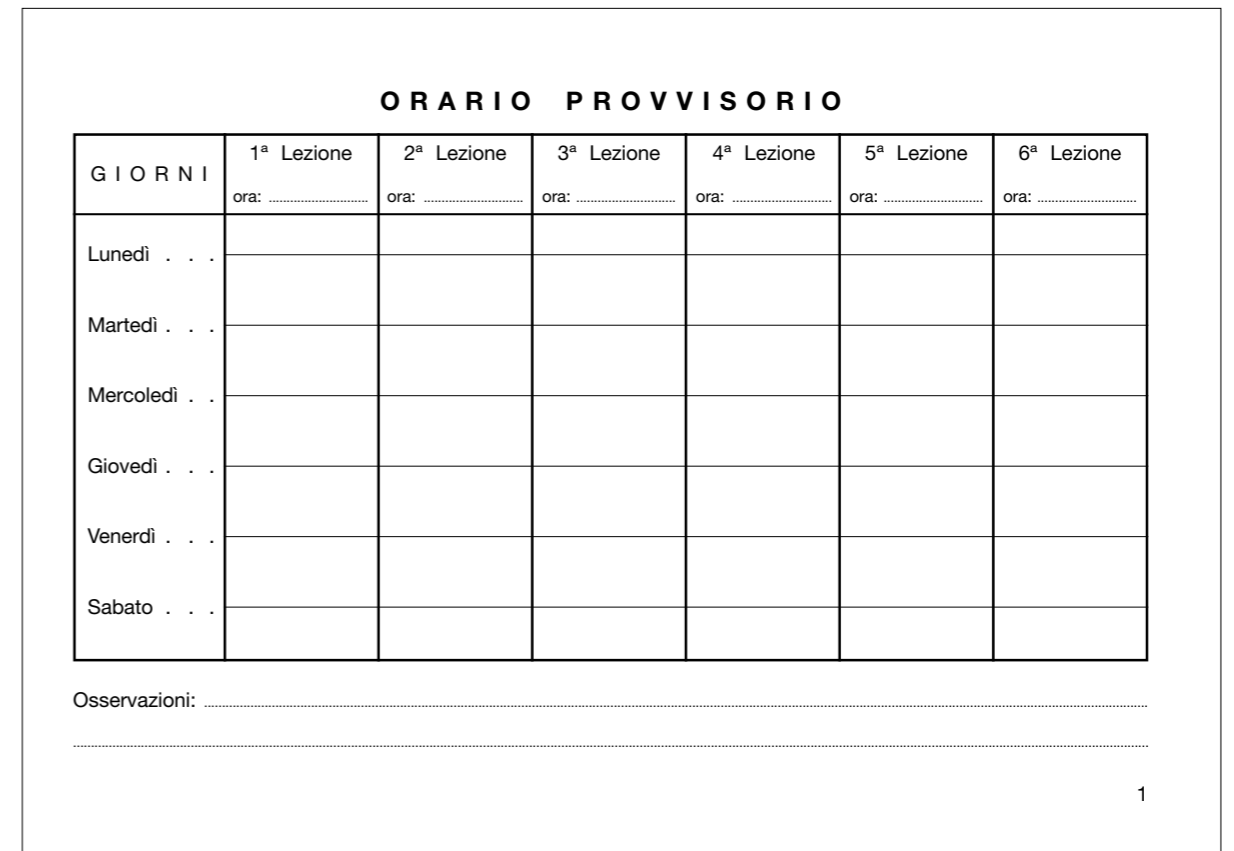 ORARIO PROVVISORIO
GIORNI
1ª Lezione 2ª Lezione 3ª Lezione 4ª Lezione 5ª Lezione 6ª Lezione
ora: .......................... ora: .......................... ora: .......................... ora: .......................... ora: .......................... ora: ..........................
Lunedì . . .
Martedì . . .
Mercoledì . .
Giovedì . . .
Venerdì . . .
Sabato . . .
Osservazioni: ..........................
1